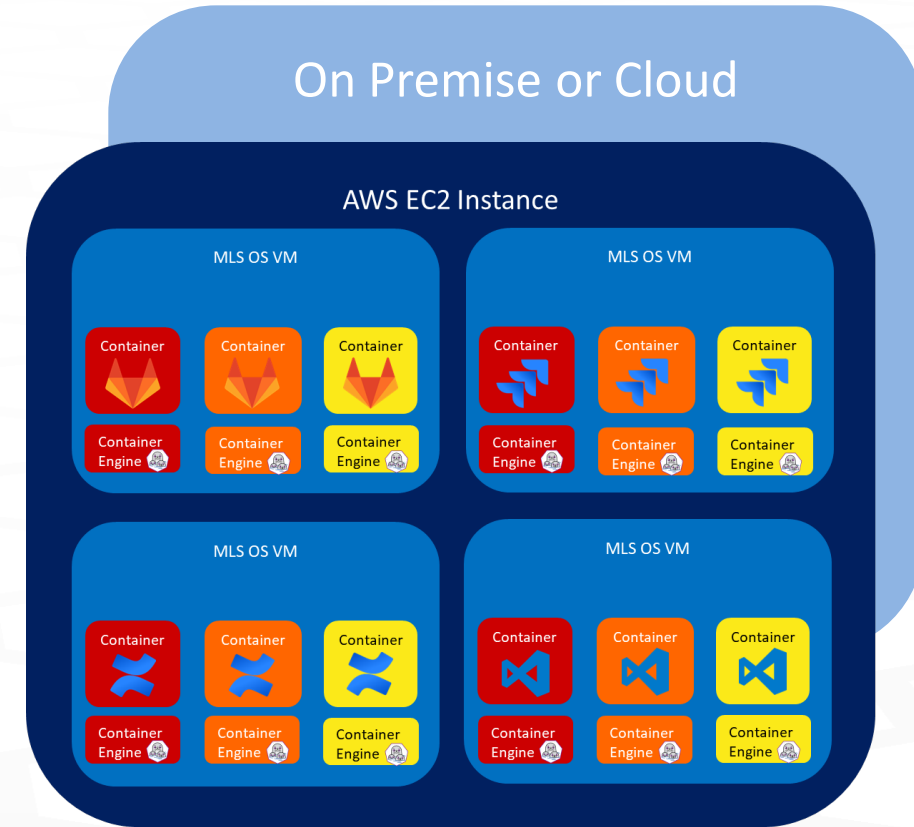 On Premise or Cloud
AWS EC2 Instance
MLS OS VM
Container
Container
Container
Container
Engine
Container
Engine
Container
Engine
MLS OS VM
Container
Container
Container
Container
Engine
Container
Engine
Container
Engine
MLS OS VM
Container
Container
Container
Container
Engine
Container
Engine
Container
Engine
MLS OS VM
Container
Container
Container
Container
Engine
Container
Engine
Container
Engine